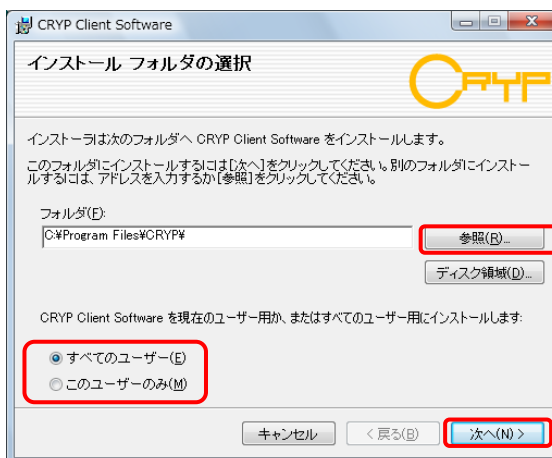 CRYP Client Software
インストール フォルダの選択
CRYP
インストーラは次のフォルダへ CRYP Client Software をインストールします。
このフォルダにインストールするには[次へ]をクリックしてください。別のフォルダにインストー
ルするには、アドレスを入力するか[参照]をクリックしてください。
フォルダ(F):
C:¥Program Files¥CRYP¥
参照(R)...
ディスク領域(D)...
CRYP Client Software を現在のユーザー用か、またはすべてのユーザー用にインストールします:
すべてのユーザー(E)
このユーザーのみ(M)
キャンセル
< 戻る(B)
次へ(N) >